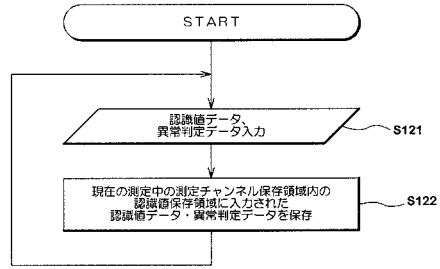 START
認識値データ、
異常判定データ入力
S121
現在の測定中の測定チャンネル保存領域内の
認識値保存領域に入力された
認識値データ・異常判定データを保存
S122